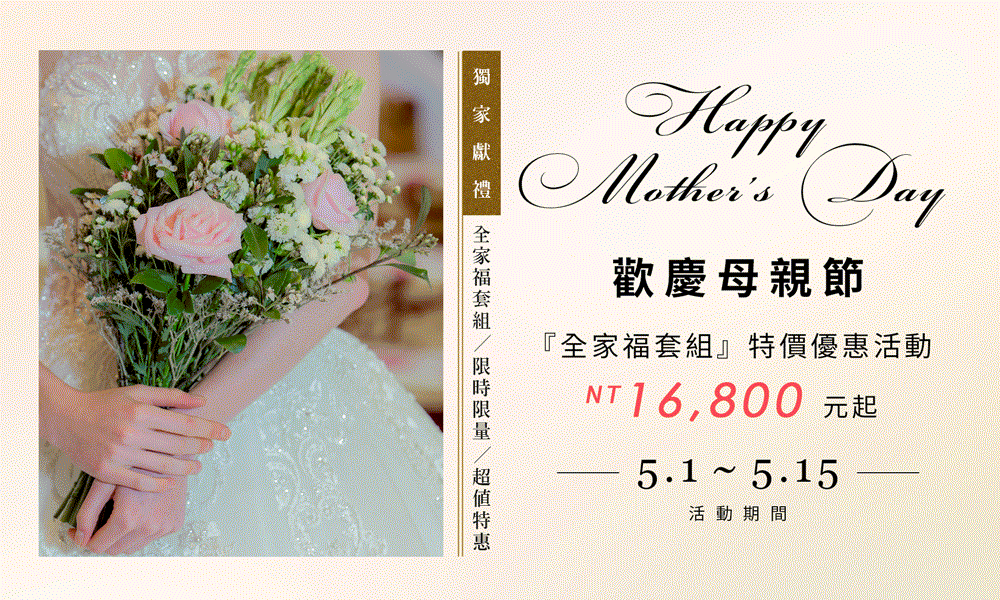 獨家獻禮
全家福套組／限時限量／超值特惠
Happy
Mother's Day
歡慶母親節
『全家福套組』特價優惠活動
NT16,800 元起
5.1 ~ 5.15
活動期間